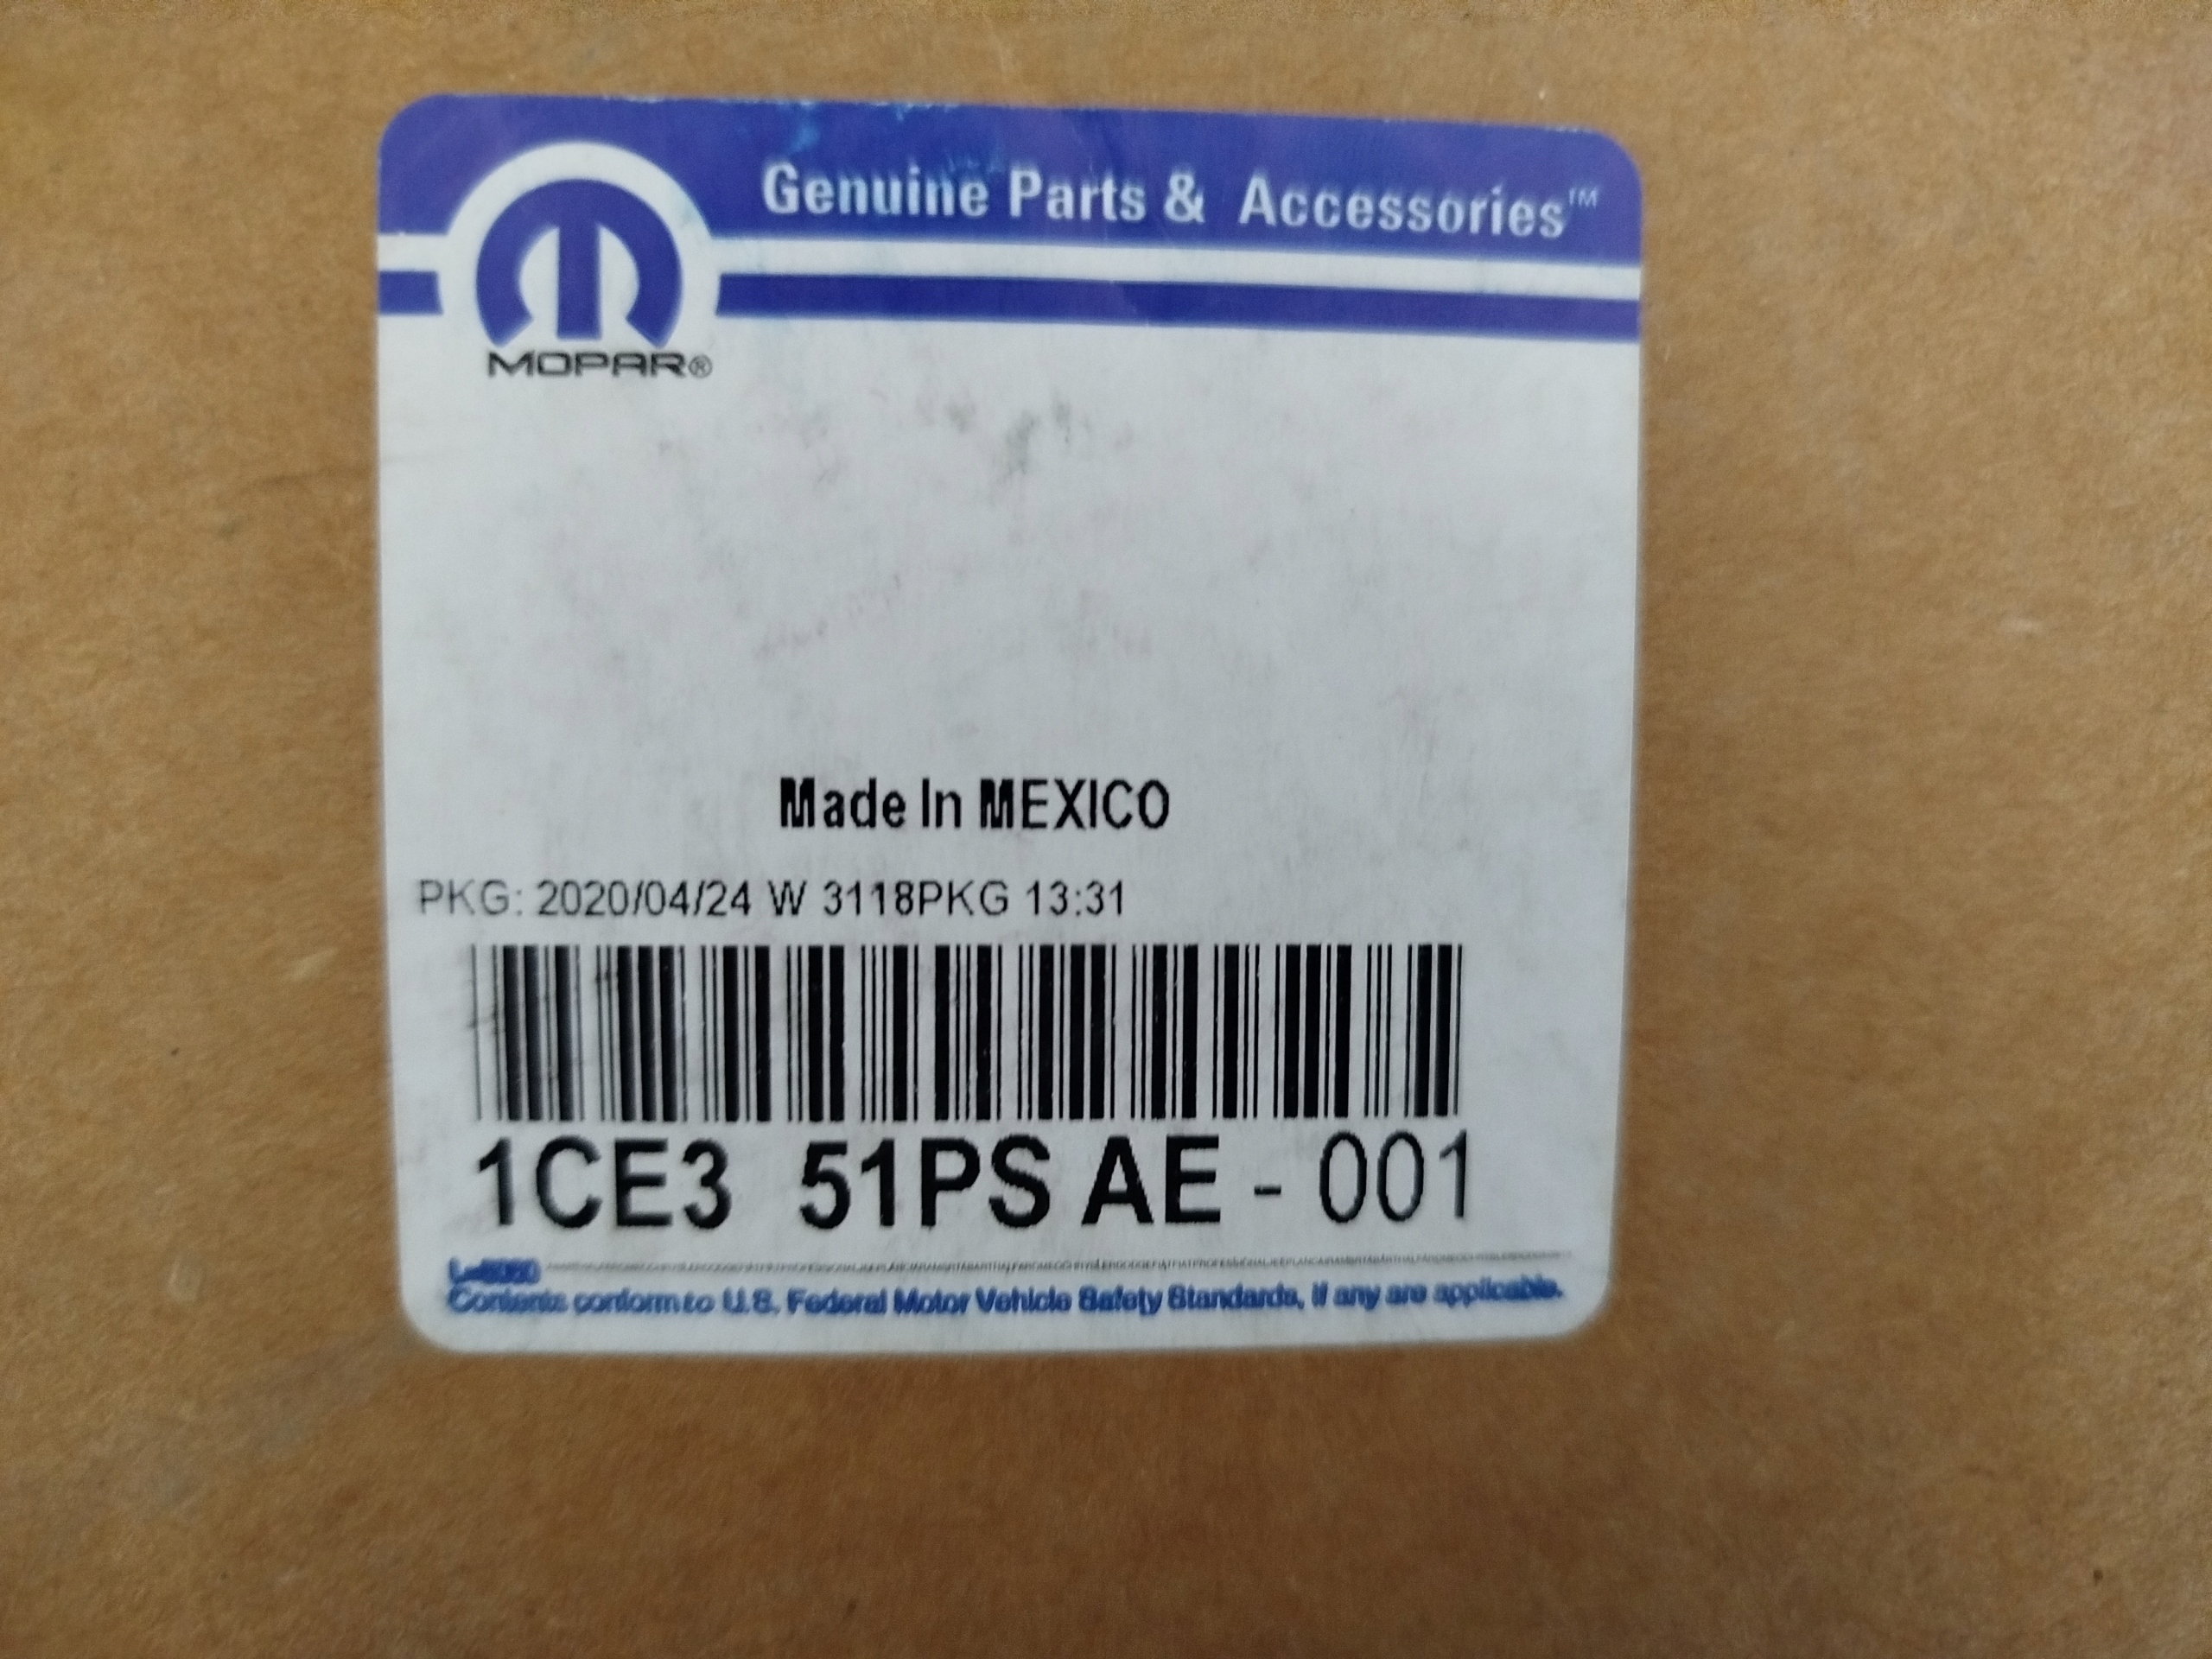 Genuine Parts & Accessories™
MOPAR®
Made In MEXICO
PKG: 2020/04/24 W 3118PKG 13:31
1CE3 51PS AE - 001
Contents conform to U.S. Federal Motor Vehicle Safety Standards, if any are applicable.